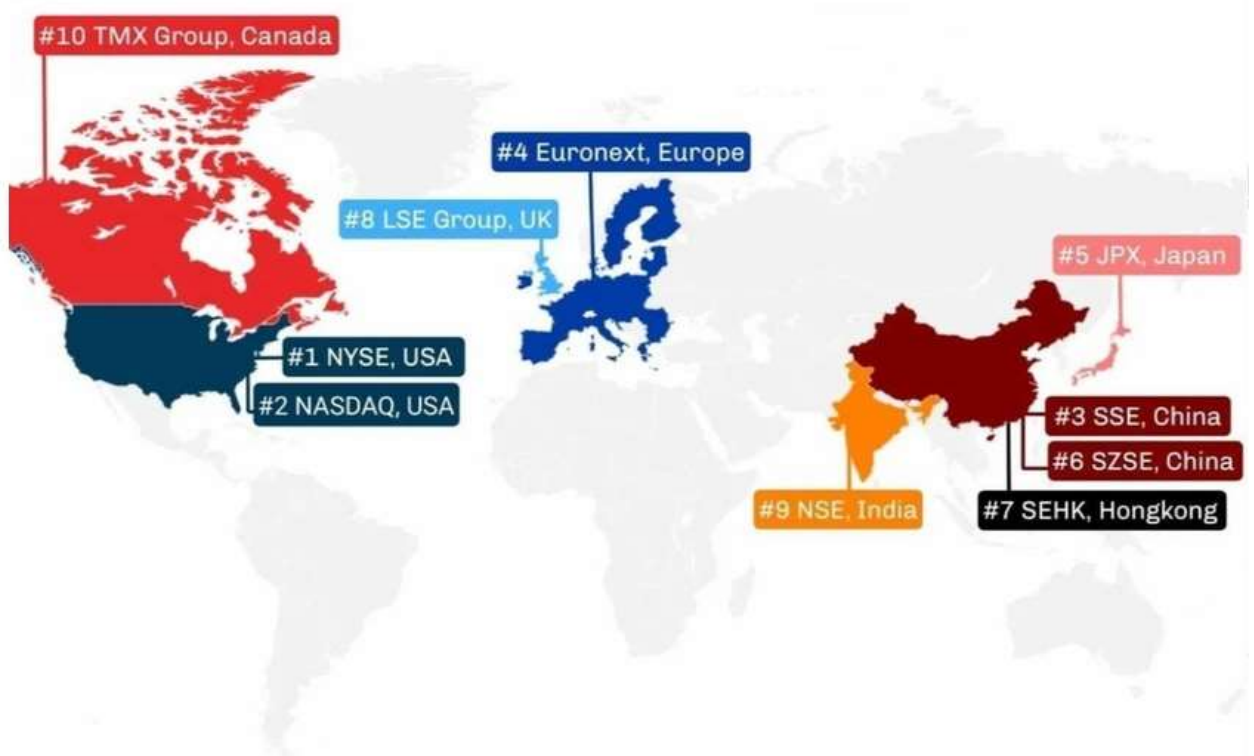 #10 TMX Group, Canada
#4 Euronext, Europe
#8 LSE Group, UK
#5 JPX, Japan
#1 NYSE, USA
#2 NASDAQ, USA
#3 SSE, China
#6 SZSE, China
#9 NSE, India
#7 SEHK, Hongkong